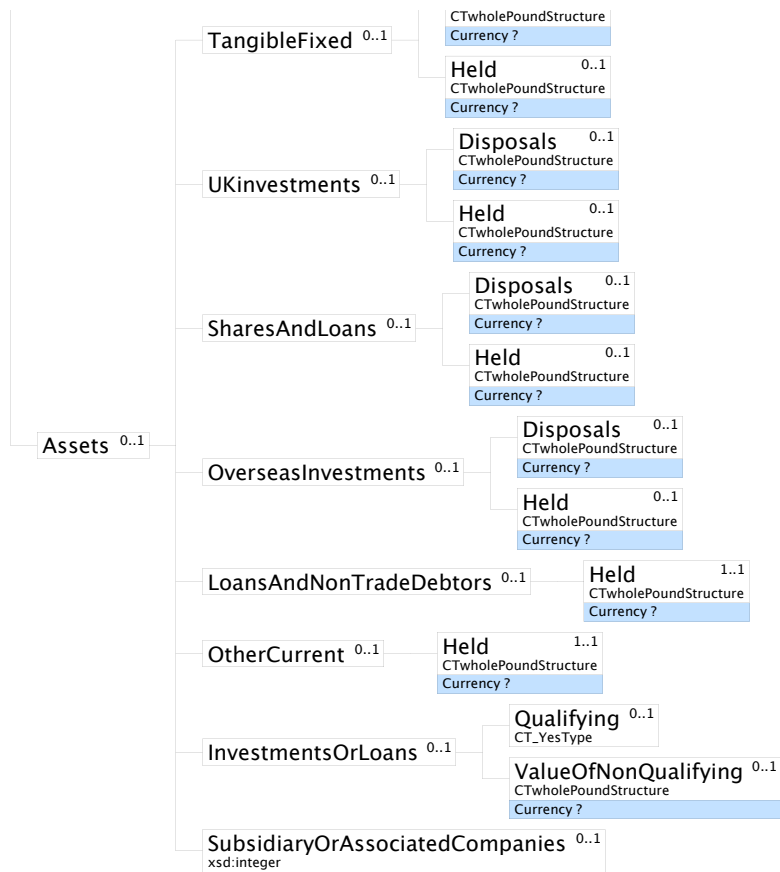 CTwholePoundStructure
Currency ?
TangibleFixed 0..1
Held 0..1
CTwholePoundStructure
Currency ?
UKinvestments 0..1
Disposals 0..1
CTwholePoundStructure
Currency ?
Held 0..1
CTwholePoundStructure
Currency ?
SharesAndLoans 0..1
Disposals 0..1
CTwholePoundStructure
Currency ?
Held 0..1
CTwholePoundStructure
Currency ?
Assets 0..1
OverseasInvestments 0..1
Disposals 0..1
CTwholePoundStructure
Currency ?
Held 0..1
CTwholePoundStructure
Currency ?
LoansAndNonTradeDebtors 0..1
Held 1..1
CTwholePoundStructure
Currency ?
OtherCurrent 0..1
Held 1..1
CTwholePoundStructure
Currency ?
InvestmentsOrLoans 0..1
Qualifying 0..1
CT_YesType
ValueOfNonQualifying 0..1
CTwholePoundStructure
Currency ?
SubsidiaryOrAssociatedCompanies 0..1
xsd:integer